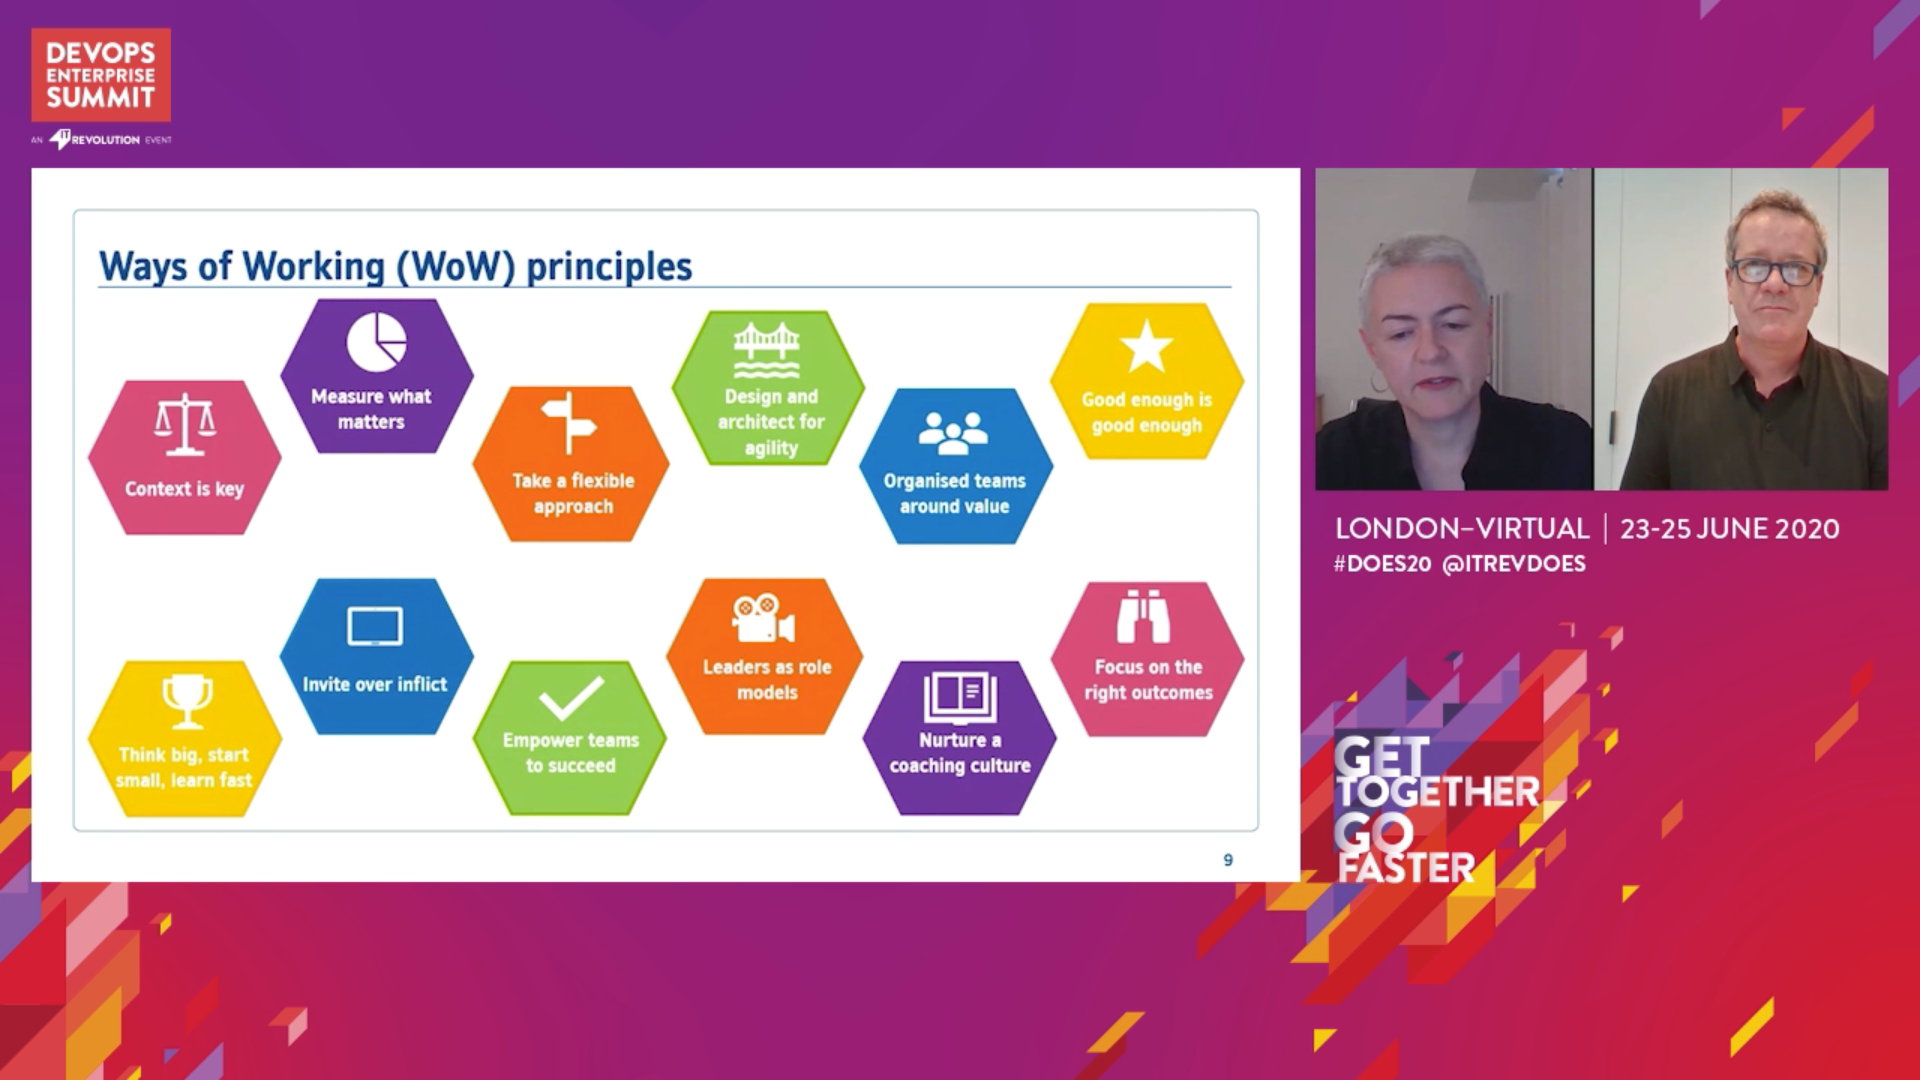 DEVOPS
ENTERPRISE
SUMMIT
AN IT REVOLUTION EVENT
Ways of Working (WoW) principles
Context is key
Measure what
matters
Take a flexible
approach
Design and
architect for
agility
Organised teams
around value
Good enough is
good enough
Think big, start
small, learn fast
Invite over inflict
Empower teams
to succeed
Leaders as role
models
Nurture a
coaching culture
Focus on the
right outcomes
9
LONDON–VIRTUAL | 23-25 JUNE 2020
#DOES20 @ITREVDOES
GET
TOGETHER
GO
FASTER